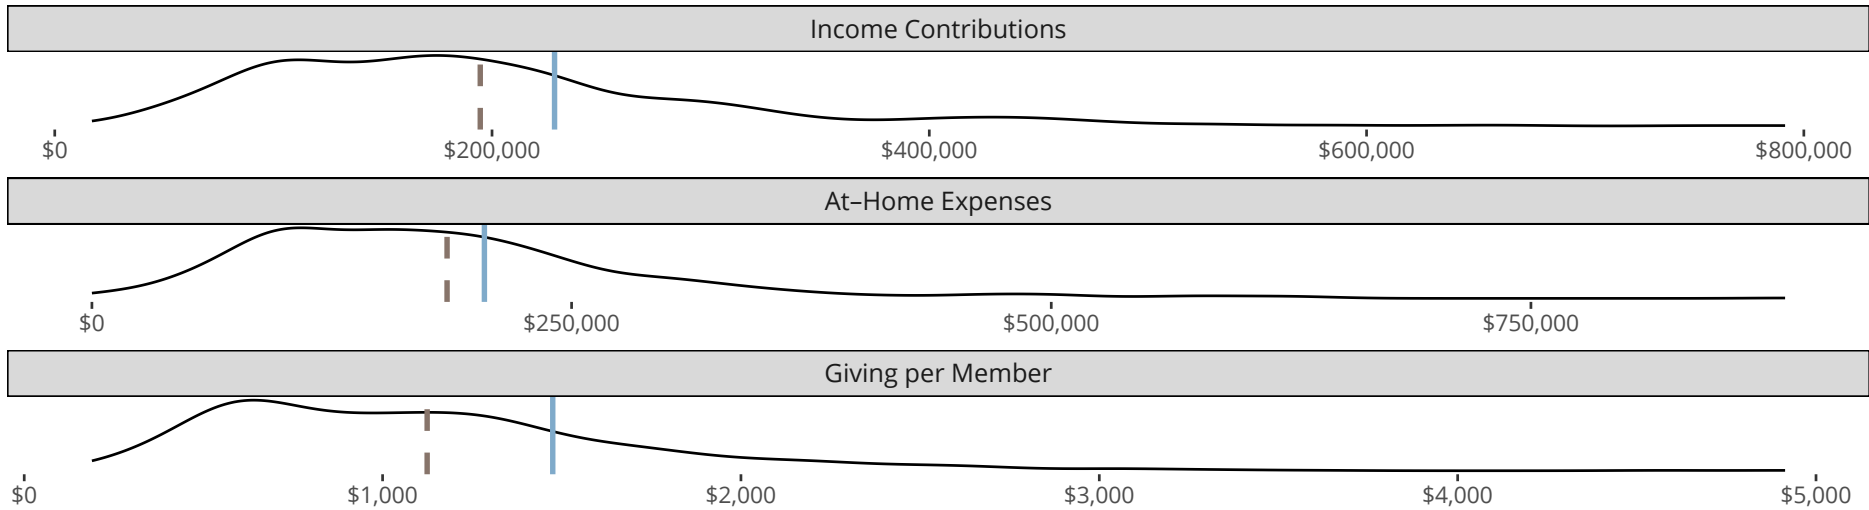 Income Contributions
$0 $200,000 $400,000 $600,000 $800,000
At–Home Expenses
$0 $250,000 $500,000 $750,000
Giving per Member
$0 $1,000 $2,000 $3,000 $4,000 $5,000